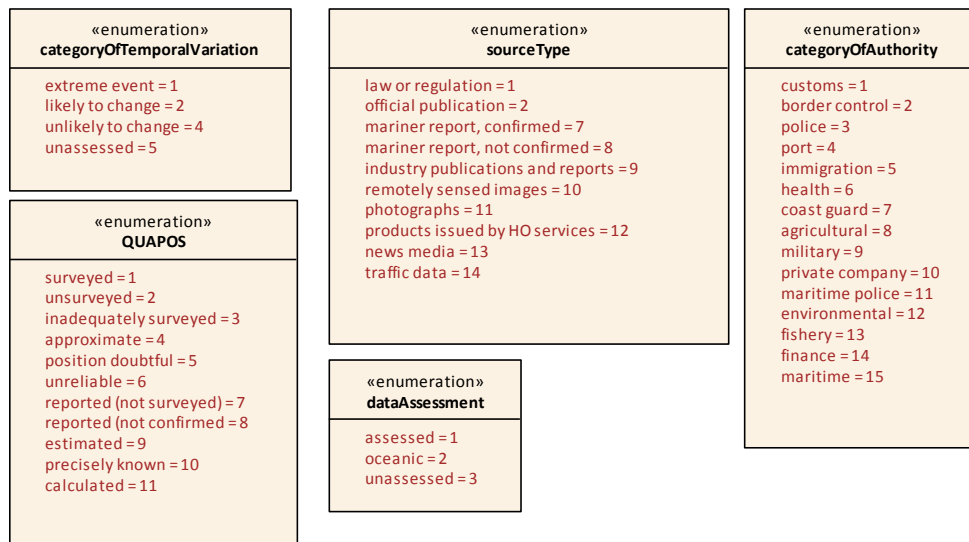 «enumeration»
categoryOfTemporalVariation
extreme event = 1
likely to change = 2
unlikely to change = 4
unassessed = 5
«enumeration»
QUAPOS
surveyed = 1
unsurveyed = 2
inadequately surveyed = 3
approximate = 4
position doubtful = 5
unreliable = 6
reported (not surveyed) = 7
reported (not confirmed = 8
estimated = 9
precisely known = 10
calculated = 11
«enumeration»
sourceType
law or regulation = 1
official publication = 2
mariner report, confirmed = 7
mariner report, not confirmed = 8
industry publications and reports = 9
remotely sensed images = 10
photographs = 11
products issued by HO services = 12
news media = 13
traffic data = 14
«enumeration»
dataAssessment
assessed = 1
oceanic = 2
unassessed = 3
«enumeration»
categoryOfAuthority
customs = 1
border control = 2
police = 3
port = 4
immigration = 5
health = 6
coast guard = 7
agricultural = 8
military = 9
private company = 10
maritime police = 11
environmental = 12
fishery = 13
finance = 14
maritime = 15